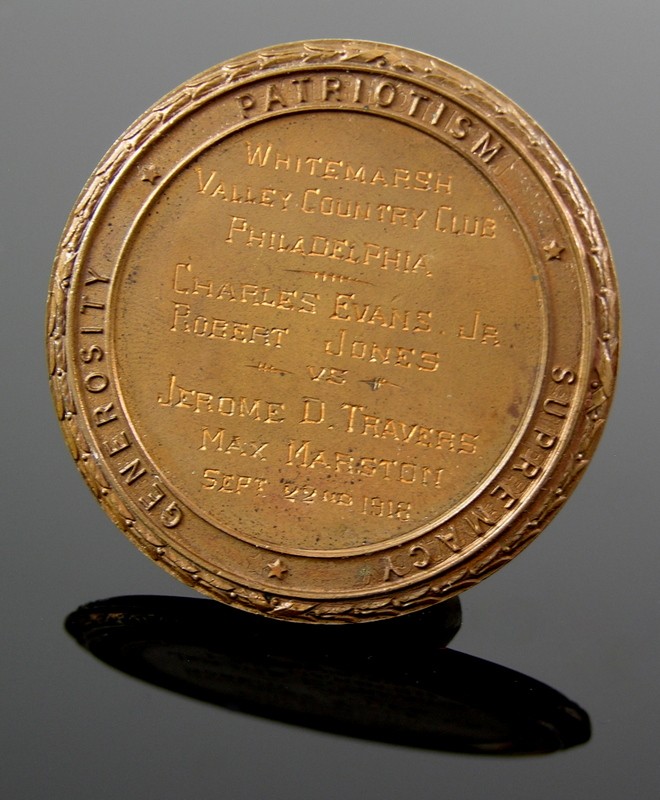 PATRIOTISM
WHITEMARSH
VALLEY COUNTRY CLUB
PHILADELPHIA
CHARLES EVANS. JR
ROBERT JONES
VS
JEROME D. TRAVERS
MAX MARSTON
SEPT 22ND 1918
GENEROSITY
SUPREMACY